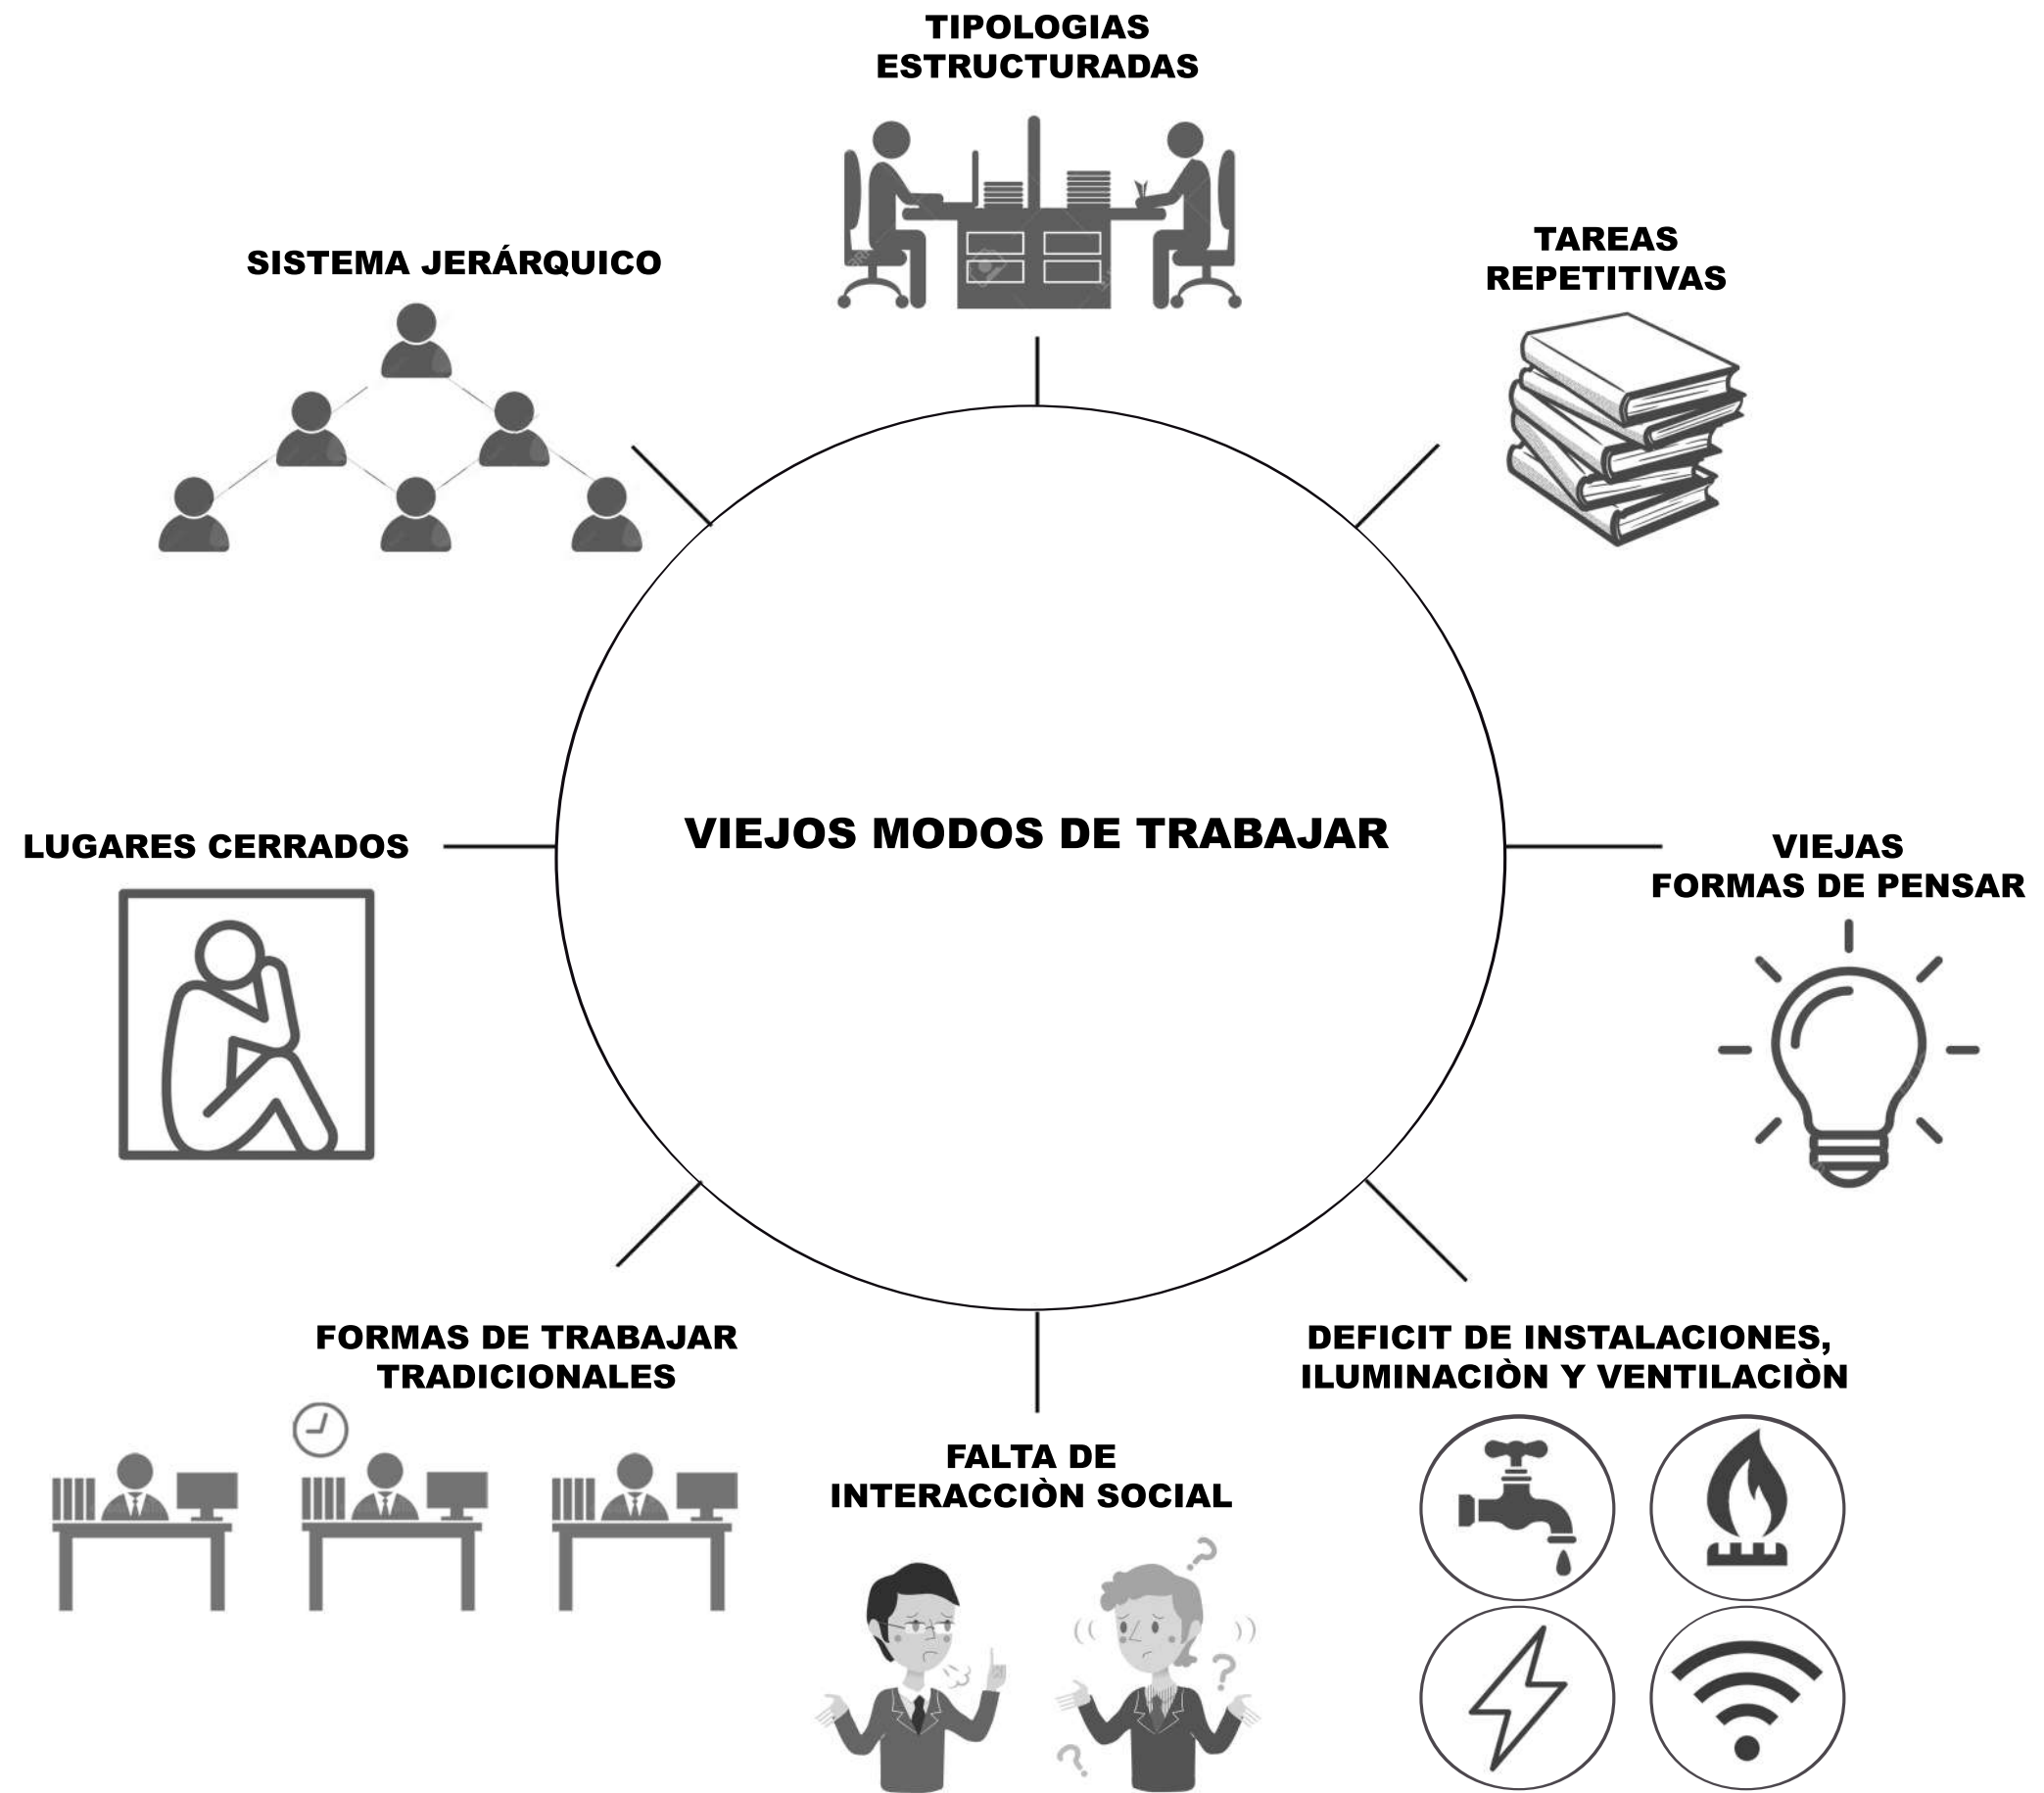 TIPOLOGIAS
ESTRUCTURADAS
SISTEMA JERÁRQUICO
TAREAS
REPETITIVAS
LUGARES CERRADOS
VIEJOS MODOS DE TRABAJAR
VIEJAS
FORMAS DE PENSAR
FORMAS DE TRABAJAR
TRADICIONALES
FALTA DE
INTERACCIÒN SOCIAL
DEFICIT DE INSTALACIONES,
ILUMINACIÒN Y VENTILACIÒN